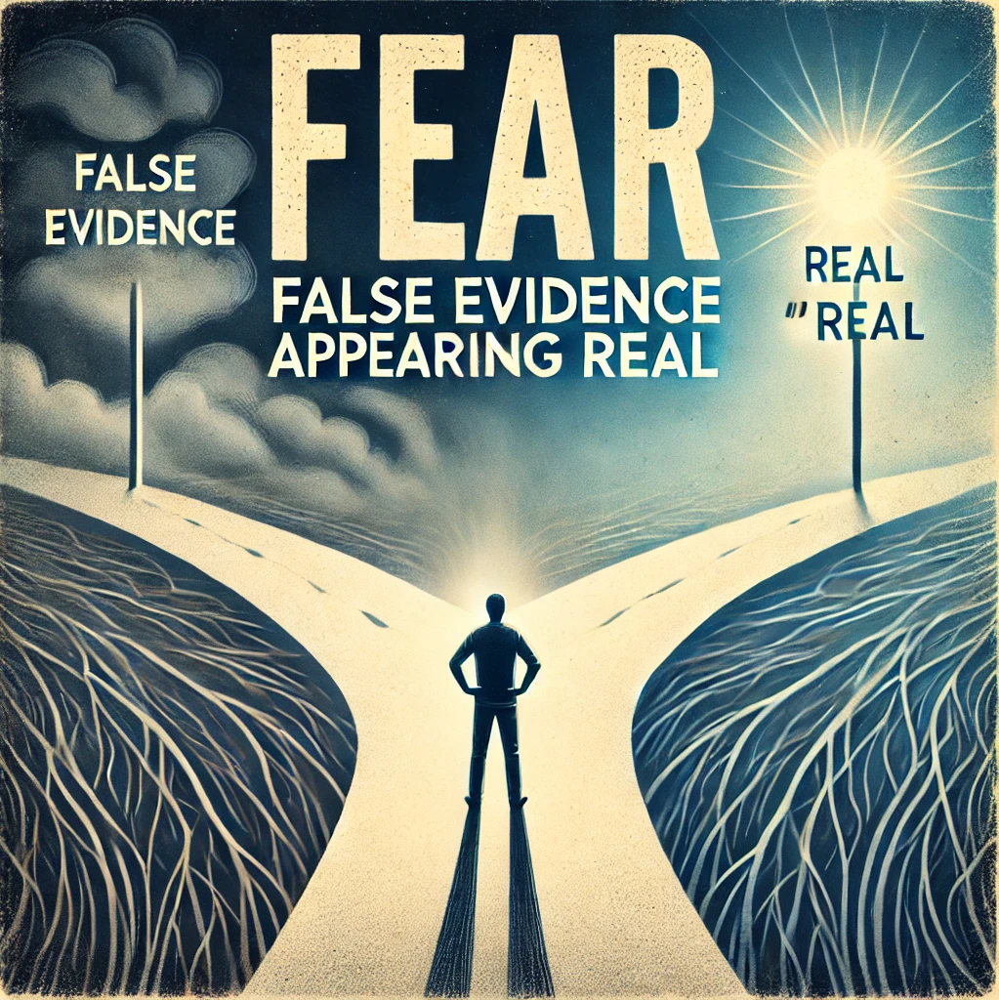 FEAR
FALSE EVIDENCE
APPEARING REAL
FALSE
EVIDENCE
REAL
" REAL